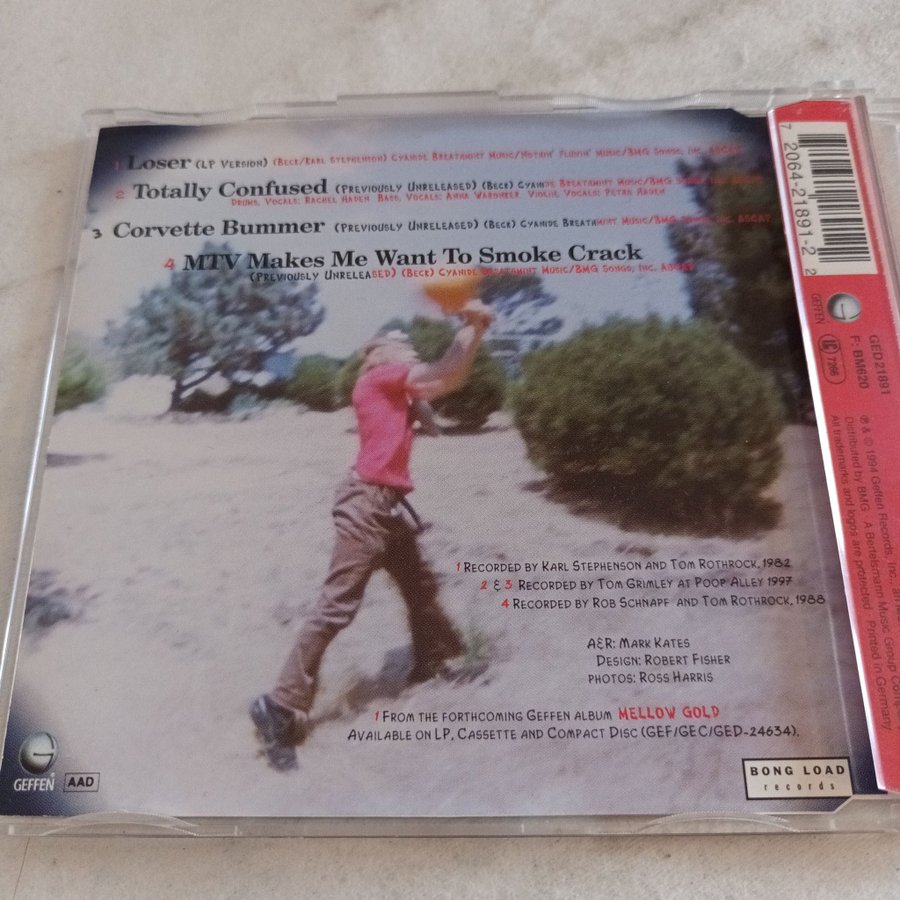 1 Loser (LP Version) (Beck/Karl Stephenson) Cyanide Breathmint Music/Motion' Plidin' Music/BMG Songs, Inc. ASCAP
2 Totally Confused (Previously Unreleased) (Beck) Cyanide Breathmint Music/BMG
Drums, Vocals: Rachel Haden Bass, Vocals: Anna Waronker Violin, Vocals: Petra Haden
3 Corvette Bummer (Previously Unreleased) (Beck) Cyanide Breathmint Music/BMG Songs, Inc. ASCAP
4 MTV Makes Me Want To Smoke Crack
(Previously Unreleased) (Beck) Cyanide Breathmint Music/BMG Songs, Inc. ASCAP
1 Recorded by Karl Stephenson and Tom Rothrock, 1982
2 & 3 Recorded by Tom Grimley at Poop Alley 1997
4 Recorded by Rob Schnapf and Tom Rothrock, 1988
A&R: Mark Kates
Design: Robert Fisher
Photos: Ross Harris
1 From the forthcoming Geffen album MELLOW GOLD
Available on LP, Cassette and Compact Disc (GEF/GEC/GED-24634).
GEFFEN
AAD
BONG LOAD
records
7 20064-21891-2 2
GEFFEN
LC 7266
GED21891
F: BM620
℗ & © 1994 Geffen Records, Inc.,
Distributed by BMG · A Bertelsmann Music Group
All trademarks and logos are protected · Printed in Germany